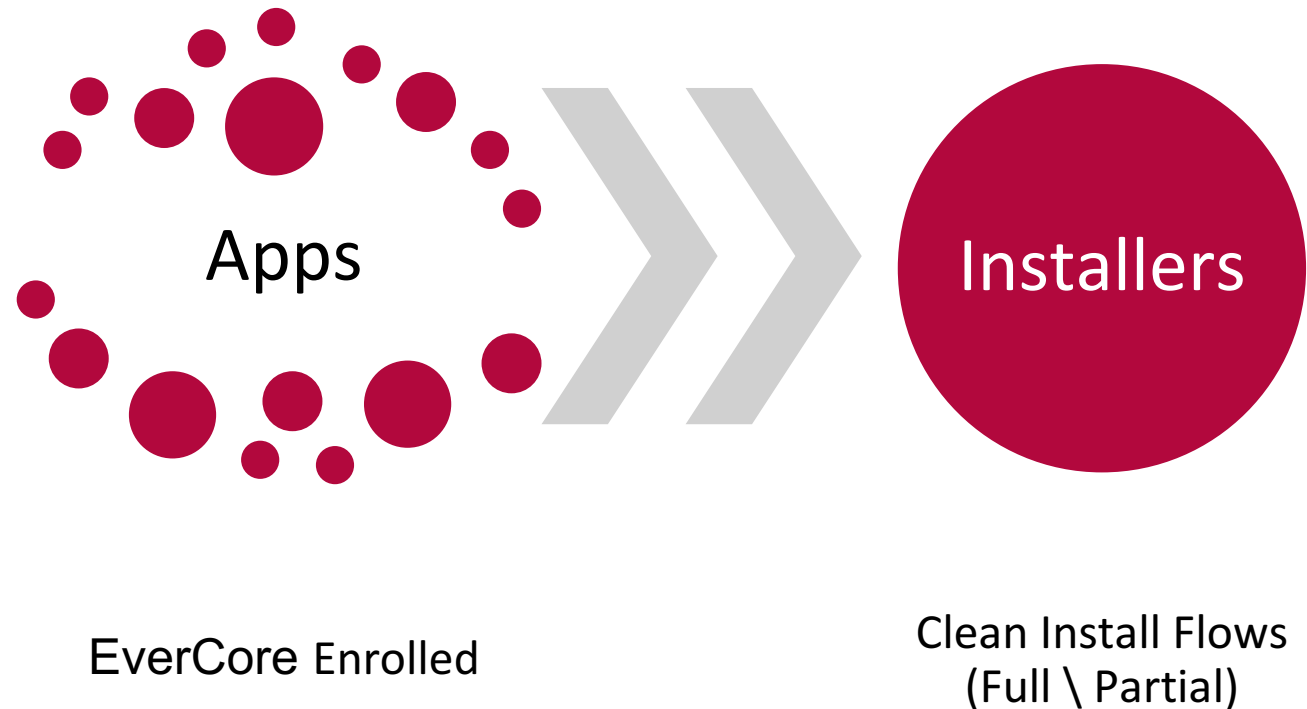 Apps
Installers
EverCore Enrolled
Clean Install Flows
(Full \ Partial)